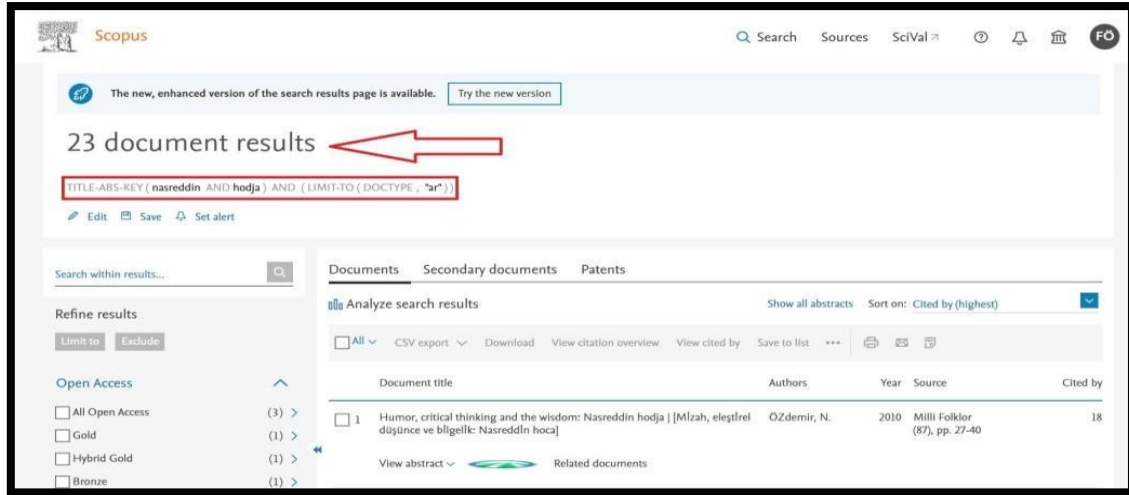 Scopus
Search Sources SciVal FÖ
The new, enhanced version of the search results page is available. Try the new version
23 document results
TITLE-ABS-KEY ( nasreddin AND hodja ) AND ( LIMIT-TO ( DOCTYPE , "ar" ) )
Edit Save Set alert
Search within results...
Refine results
Limit to Exclude
Open Access
All Open Access (3)
Gold (1)
Hybrid Gold (1)
Bronze (1)
Documents Secondary documents Patents
Analyze search results Show all abstracts Sort on: Cited by (highest)
All CSV export Download View citation overview View cited by Save to list ...
Document title Authors Year Source Cited by
1 Humor, critical thinking and the wisdom: Nasreddin hodja | [Mİzah, eleştİrel ÖZdemir, N. 2010 Milli Folklor 18
düşünce ve bİlgelİk: Nasreddİn hoca] (87), pp. 27-40
View abstract Related documents